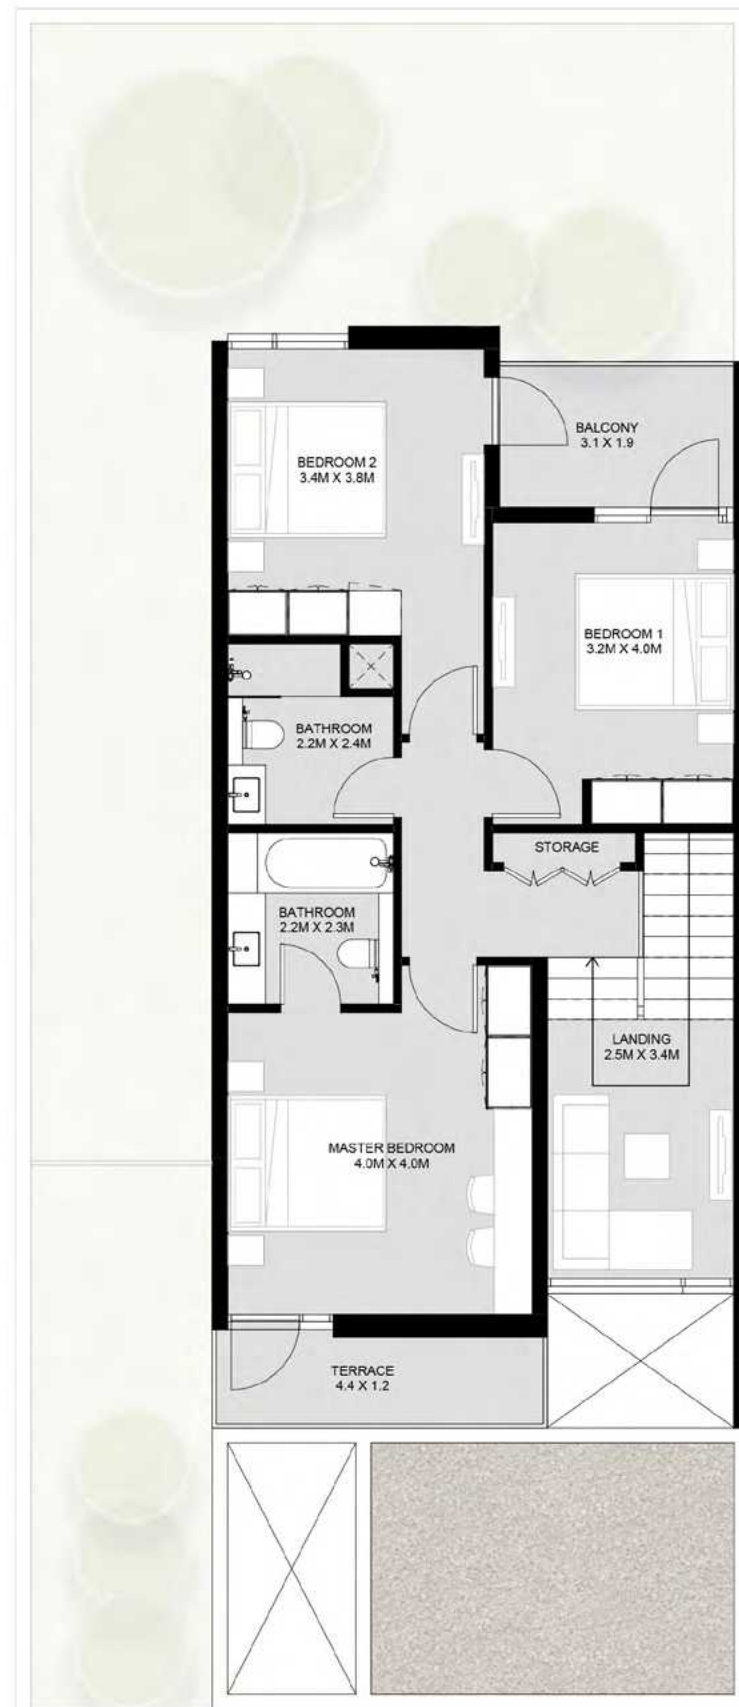 BALCONY
3.1 X 1.9
BEDROOM 2
3.4M X 3.8M
BEDROOM 1
3.2M X 4.0M
BATHROOM
2.2M X 2.4M
STORAGE
BATHROOM
2.2M X 2.3M
LANDING
2.5M X 3.4M
MASTER BEDROOM
4.0M X 4.0M
TERRACE
4.4 X 1.2